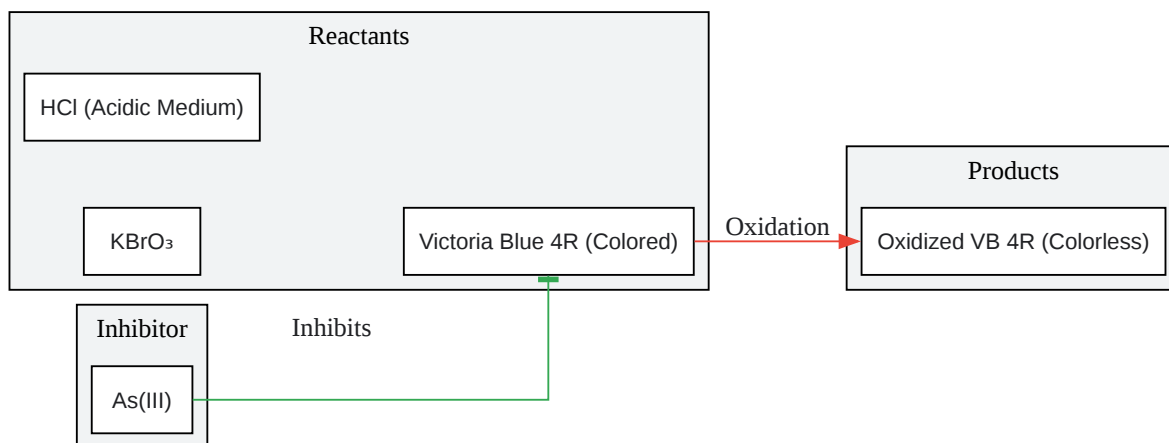 Reactants
HCl (Acidic Medium)
Products
KBrO₃
Victoria Blue 4R (Colored)
Oxidation
Oxidized VB 4R (Colorless)
Inhibitor
Inhibits
As(III)